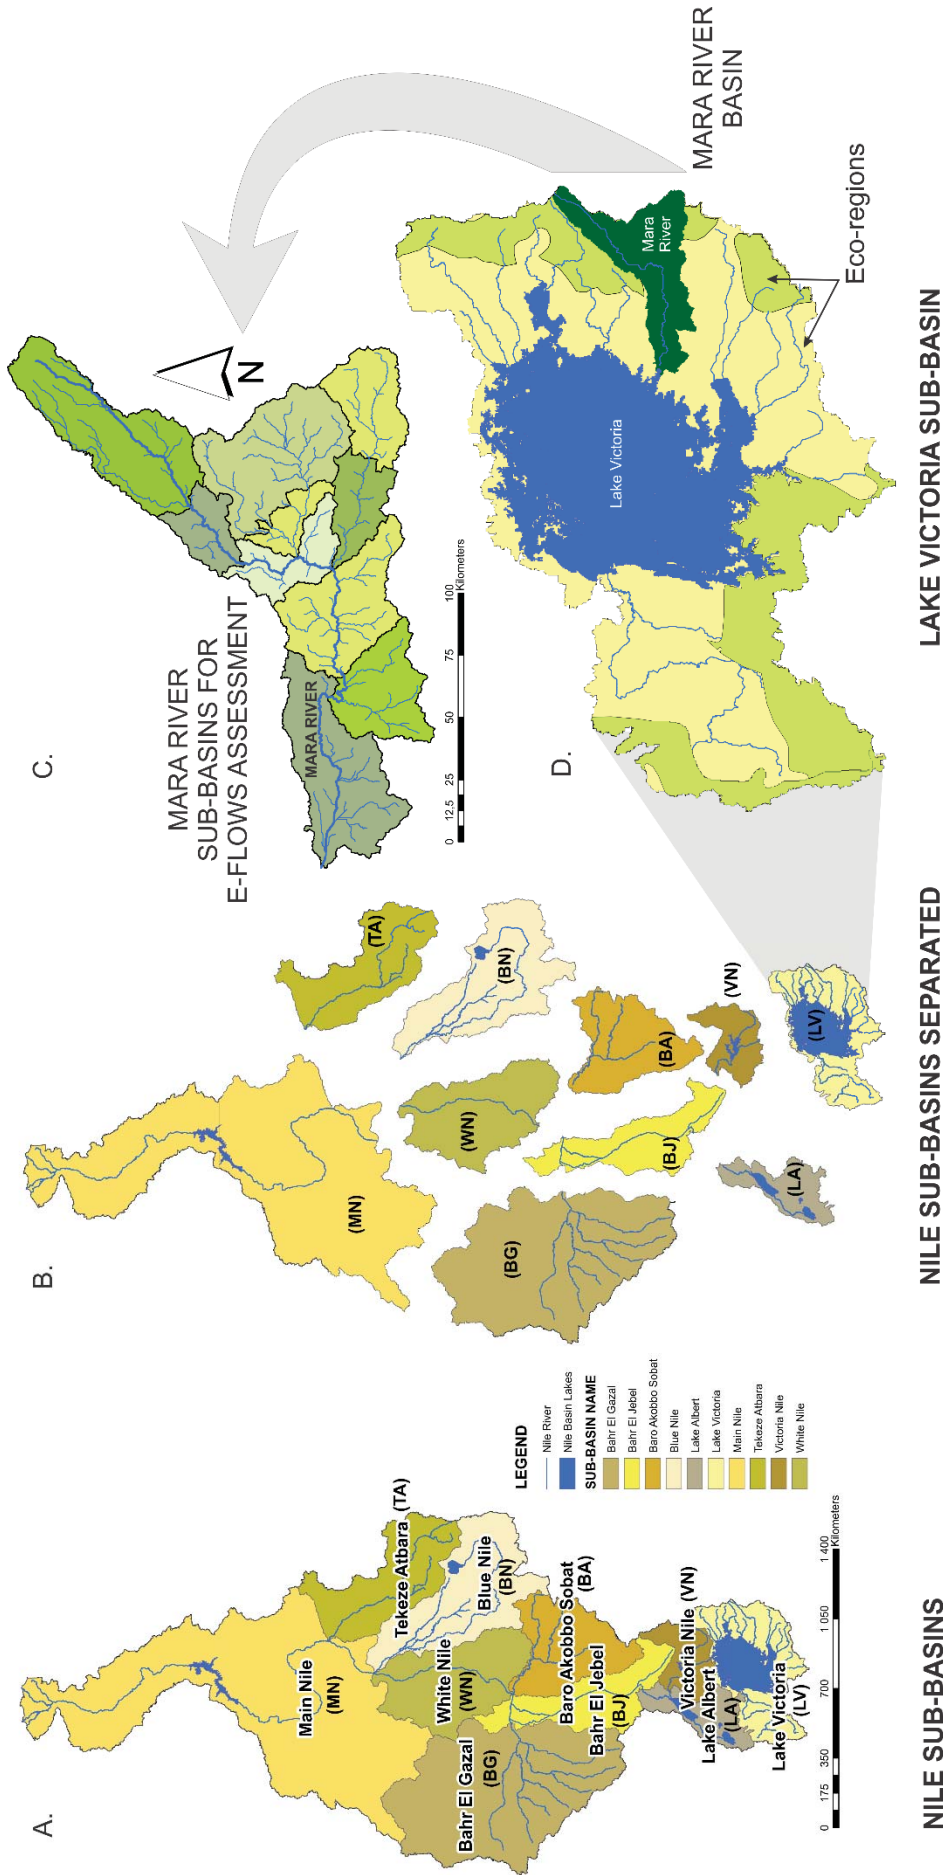 A.
Main Nile
(MN)
Tekeze Atbara
(TA)
Blue Nile
(BN)
White Nile
(WN)
Bahr El Gazal
(BG)
Baro Akobbo Sobat
(BA)
Bahr El Jebel
(BJ)
Victoria Nile
(VN)
Lake Albert
(LA)
Lake Victoria
(LV)
LEGEND
Nile River
Nile Basin Lakes
SUB-BASIN NAME
Bahr El Gazal
Bahr El Jebel
Baro Akobbo Sobat
Blue Nile
Lake Albert
Lake Victoria
Main Nile
Tekeze Atbara
Victoria Nile
White Nile
0 175 350 700 1 050 1 400
Kilometers
NILE SUB-BASINS
B.
(MN)
(TA)
(BN)
(WN)
(BG)
(BA)
(BJ)
(VN)
(LA)
(LV)
NILE SUB-BASINS SEPARATED
C.
MARA RIVER
SUB-BASINS FOR
E-FLOWS ASSESSMENT
MARA RIVER
N
0 12.5 25 50 75 100
Kilometers
MARA RIVER
BASIN
D.
Lake Victoria
Mara
River
Eco-regions
LAKE VICTORIA SUB-BASIN